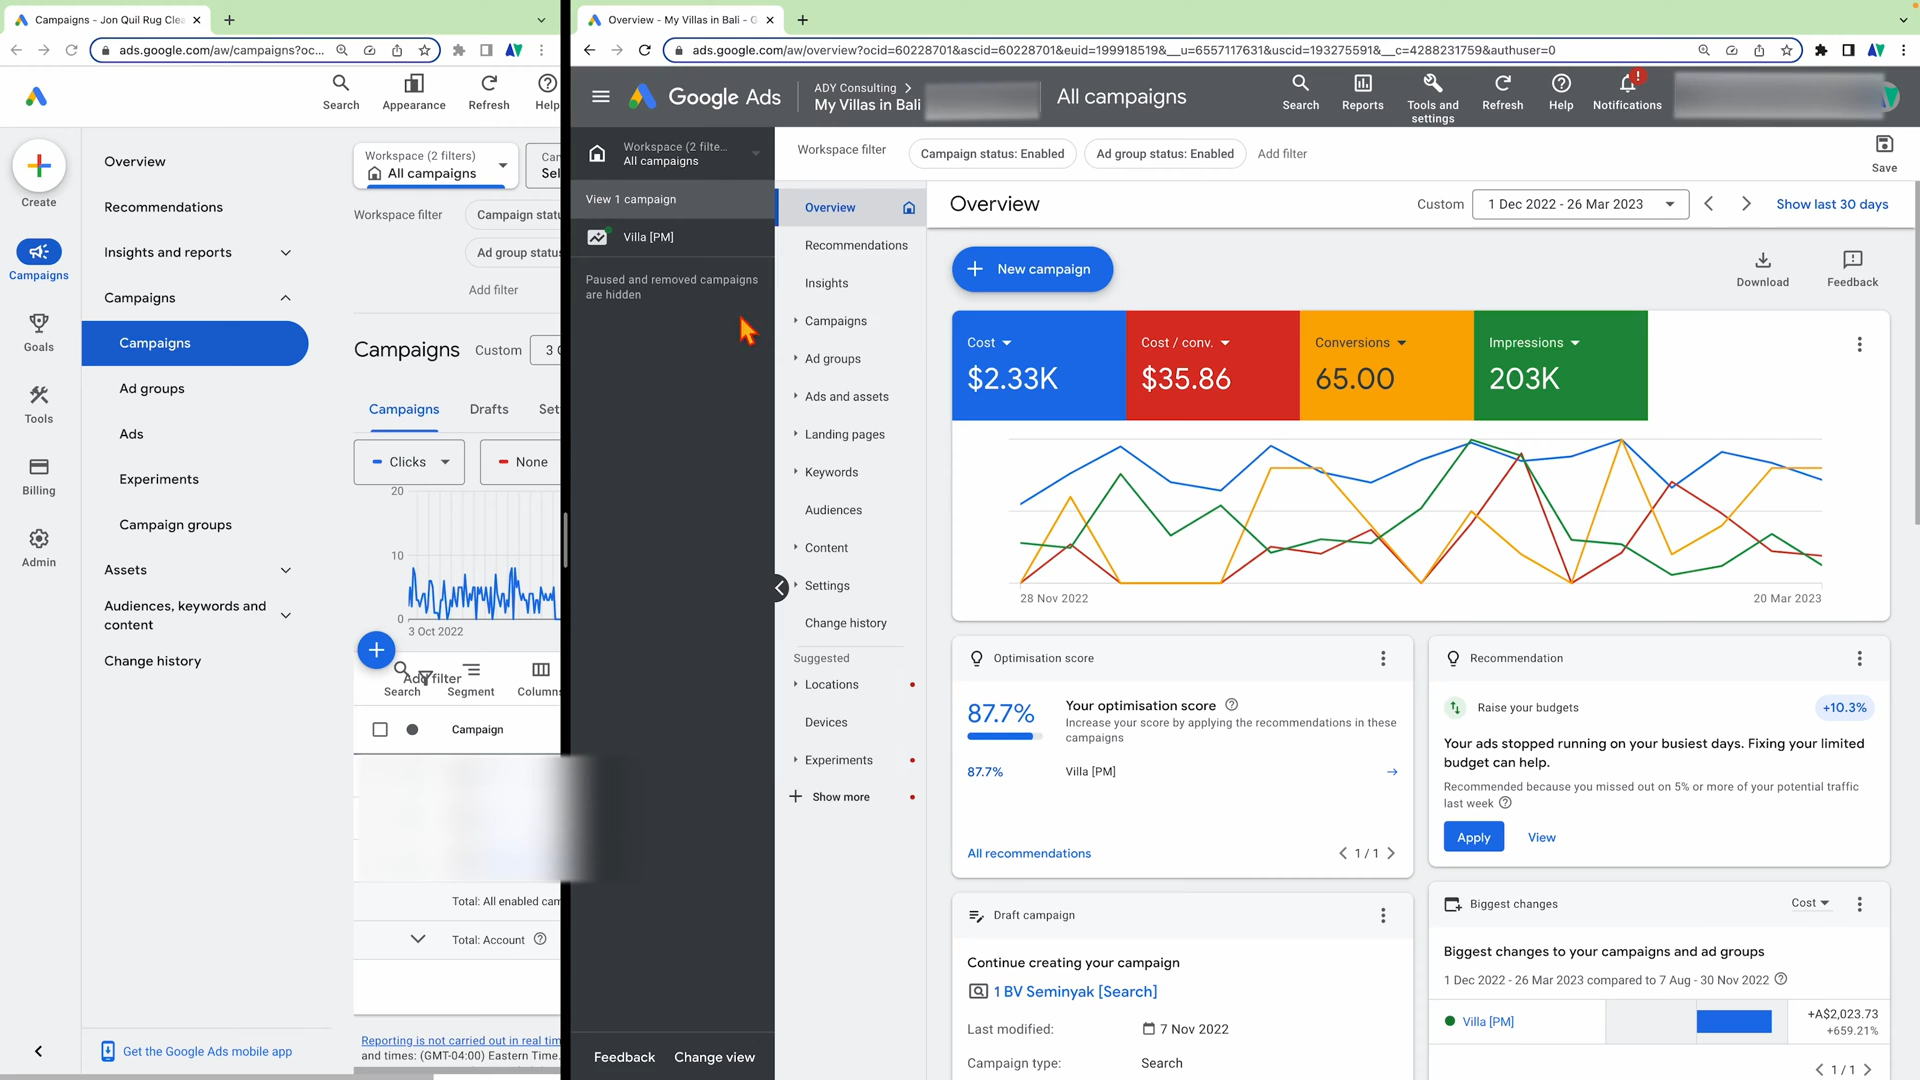 Campaigns - Jon Quil Rug Clea
ads.google.com/aw/campaigns?oc...
Search
Appearance
Refresh
Help
Create
Campaigns
Goals
Tools
Billing
Admin
Overview
Recommendations
Insights and reports
Campaigns
Campaigns
Ad groups
Ads
Experiments
Campaign groups
Assets
Audiences, keywords and
content
Change history
Get the Google Ads mobile app
Workspace (2 filters)
All campaigns
Workspace filter
Campaign statu
Ad group status
Add filter
Campaigns
Custom
Campaigns
Drafts
Clicks
None
20
10
0
3 Oct 2022
Add filter
Search
Segment
Columns
Campaign
Total: All enabled cam
Total: Account
Reporting is not carried out in real tim
and times: (GMT-04:00) Eastern Time.
Overview - My Villas in Bali - G
ads.google.com/aw/overview?ocid=60228701&ascid=60228701&euid=199918519&__u=6557117631&uscid=193275591&__c=4288231759&authuser=0
Google Ads
ADY Consulting
My Villas in Bali
All campaigns
Search
Reports
Tools and
settings
Refresh
Help
Notifications
!
Workspace (2 filte...
All campaigns
View 1 campaign
Villa [PM]
Paused and removed campaigns
are hidden
Feedback
Change view
Workspace filter
Campaign status: Enabled
Ad group status: Enabled
Add filter
Save
Overview
Recommendations
Insights
Campaigns
Ad groups
Ads and assets
Landing pages
Keywords
Audiences
Content
Settings
Change history
Suggested
Locations
Devices
Experiments
Show more
Overview
Custom
1 Dec 2022 - 26 Mar 2023
Show last 30 days
New campaign
Download
Feedback
Cost
$2.33K
Cost / conv.
$35.86
Conversions
65.00
Impressions
203K
28 Nov 2022
20 Mar 2023
Optimisation score
87.7%
Your optimisation score
Increase your score by applying the recommendations in these
campaigns
87.7%
Villa [PM]
All recommendations
1 / 1
Recommendation
Raise your budgets
+10.3%
Your ads stopped running on your busiest days. Fixing your limited
budget can help.
Recommended because you missed out on 5% or more of your potential traffic
last week
Apply
View
Draft campaign
Continue creating your campaign
1 BV Seminyak [Search]
Last modified:
7 Nov 2022
Campaign type:
Search
Biggest changes
Cost
Biggest changes to your campaigns and ad groups
1 Dec 2022 - 26 Mar 2023 compared to 7 Aug - 30 Nov 2022
Villa [PM]
+A$2,023.73
+659.21%
1 / 1